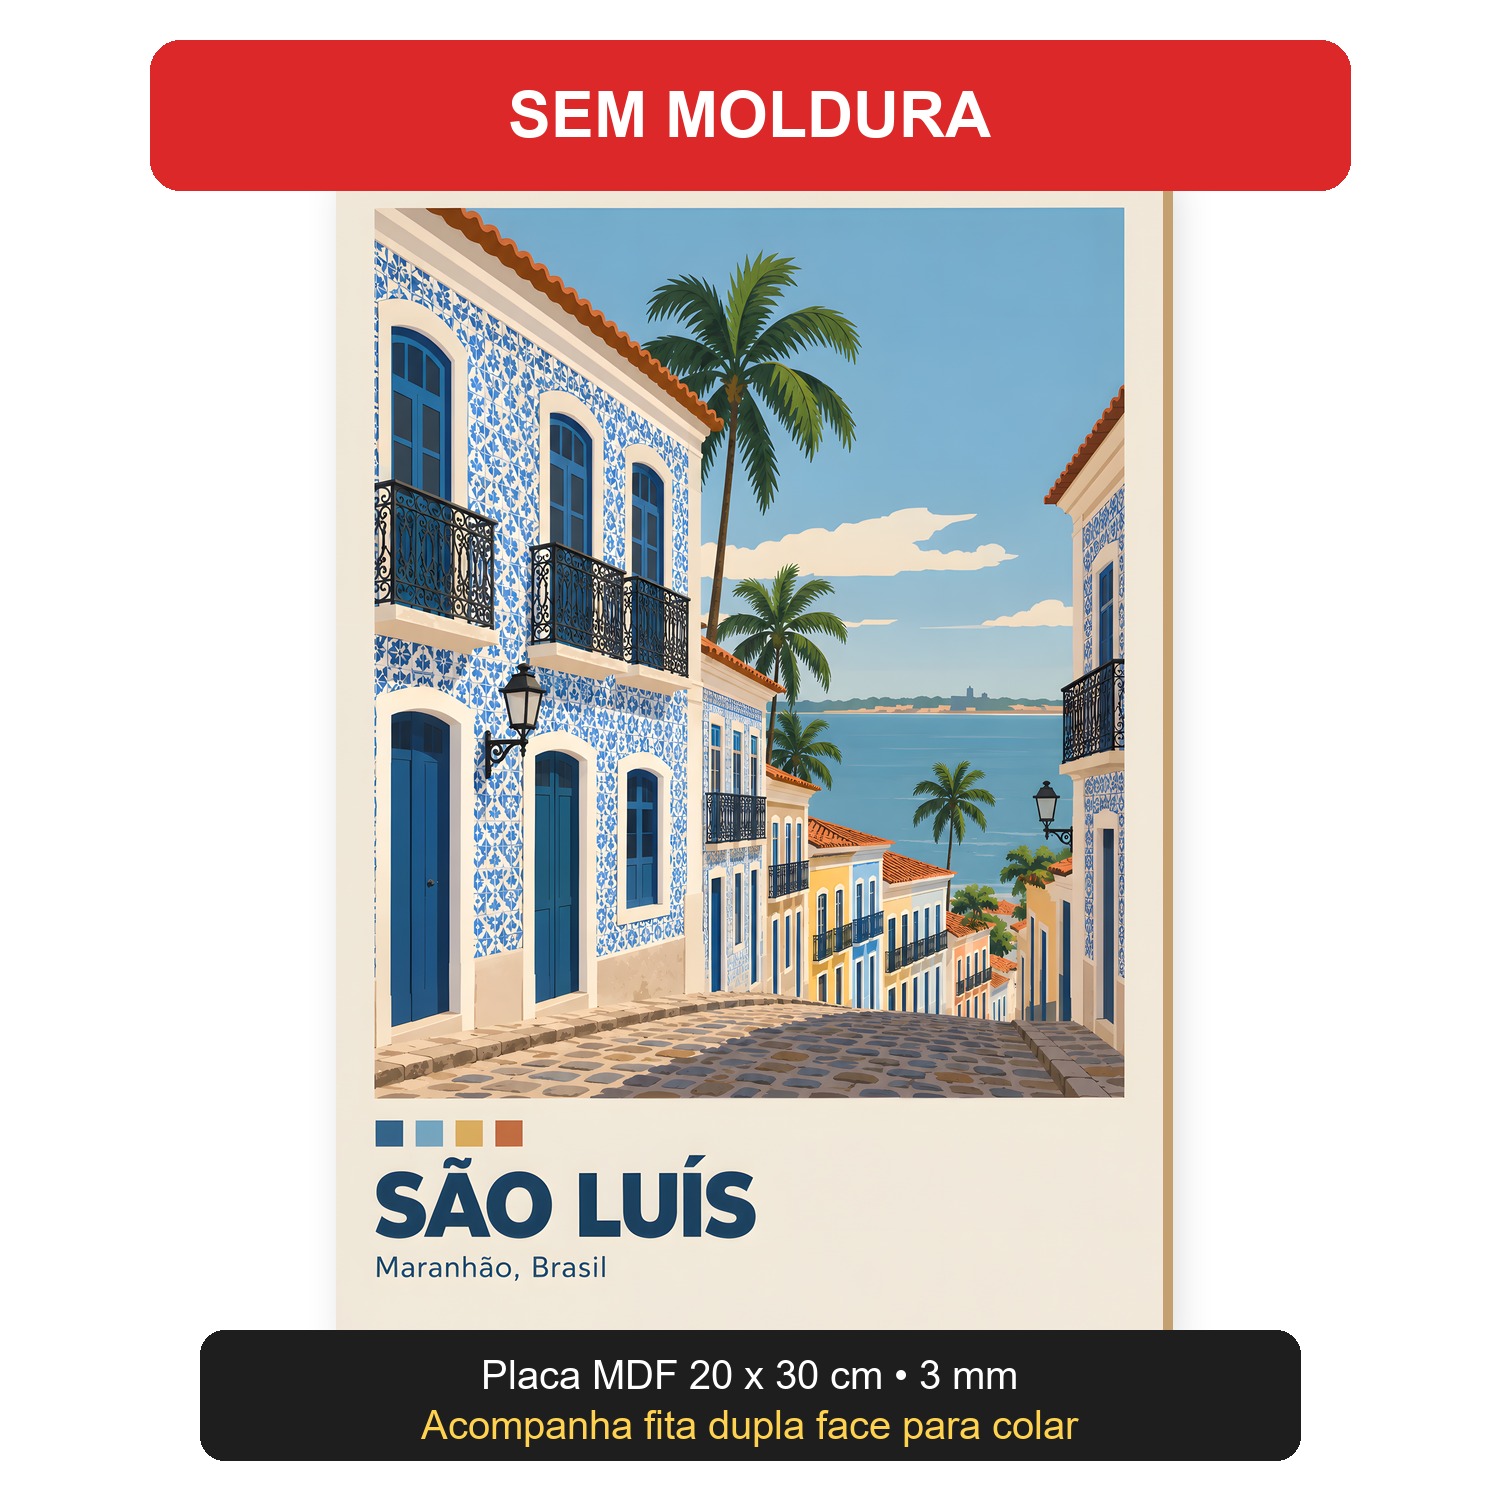 SEM MOLDURA
SÃO LUÍS
Maranhão, Brasil
Placa MDF 20 x 30 cm • 3 mm
Acompanha fita dupla face para colar